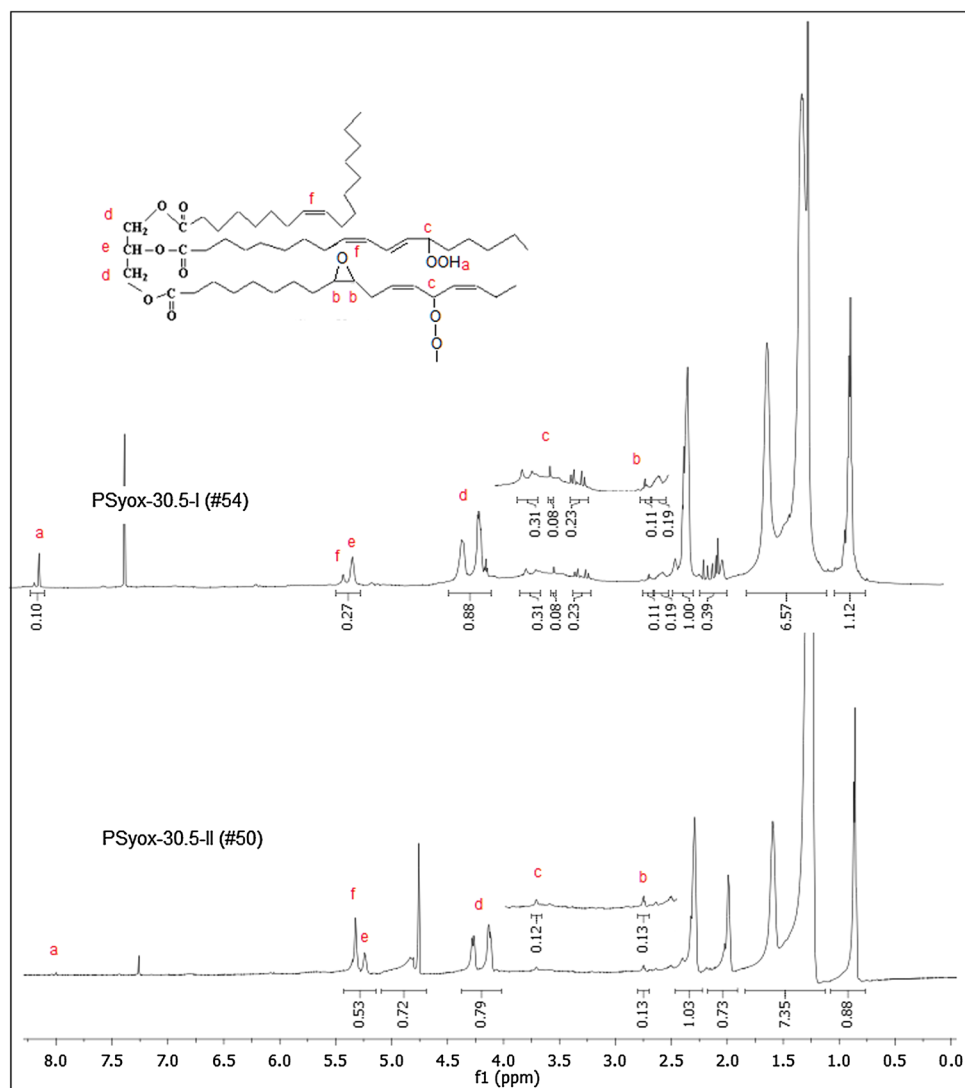 f
d
O
O
C
CH₂
c
e
O
O
C
f
OOH
a
d
CH₂
O
c
O
C
O
b
b
O
O
c
b
PSyox-30.5-I (#54)
d
0.31
0.08
0.23
0.11
0.19
a
f
e
0.10
0.27
0.88
0.31
0.08
0.23
0.11
0.19
1.00
0.39
6.57
1.12
PSyox-30.5-II (#50)
f
c
b
d
e
a
0.12
0.13
0.53
0.72
0.79
0.13
1.03
0.73
7.35
0.88
8.0 7.5 7.0 6.5 6.0 5.5 5.0 4.5 4.0 3.5 3.0 2.5 2.0 1.5 1.0 0.5 0.0
f1 (ppm)